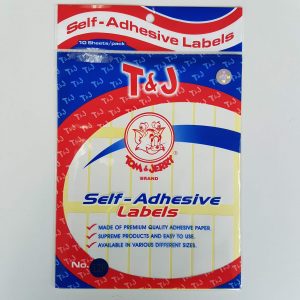 Self-Adhesive Labels
10 Sheets/pack
T&J
TOM & JERRY
BRAND
Self-Adhesive
Labels
✓ MADE OF PREMIUM QUALITY ADHESIVE PAPER.
✓ SUPREME PRODUCTS AND EASY TO USE.
✓ AVAILABLE IN VARIOUS DIFFERENT SIZES.
No.